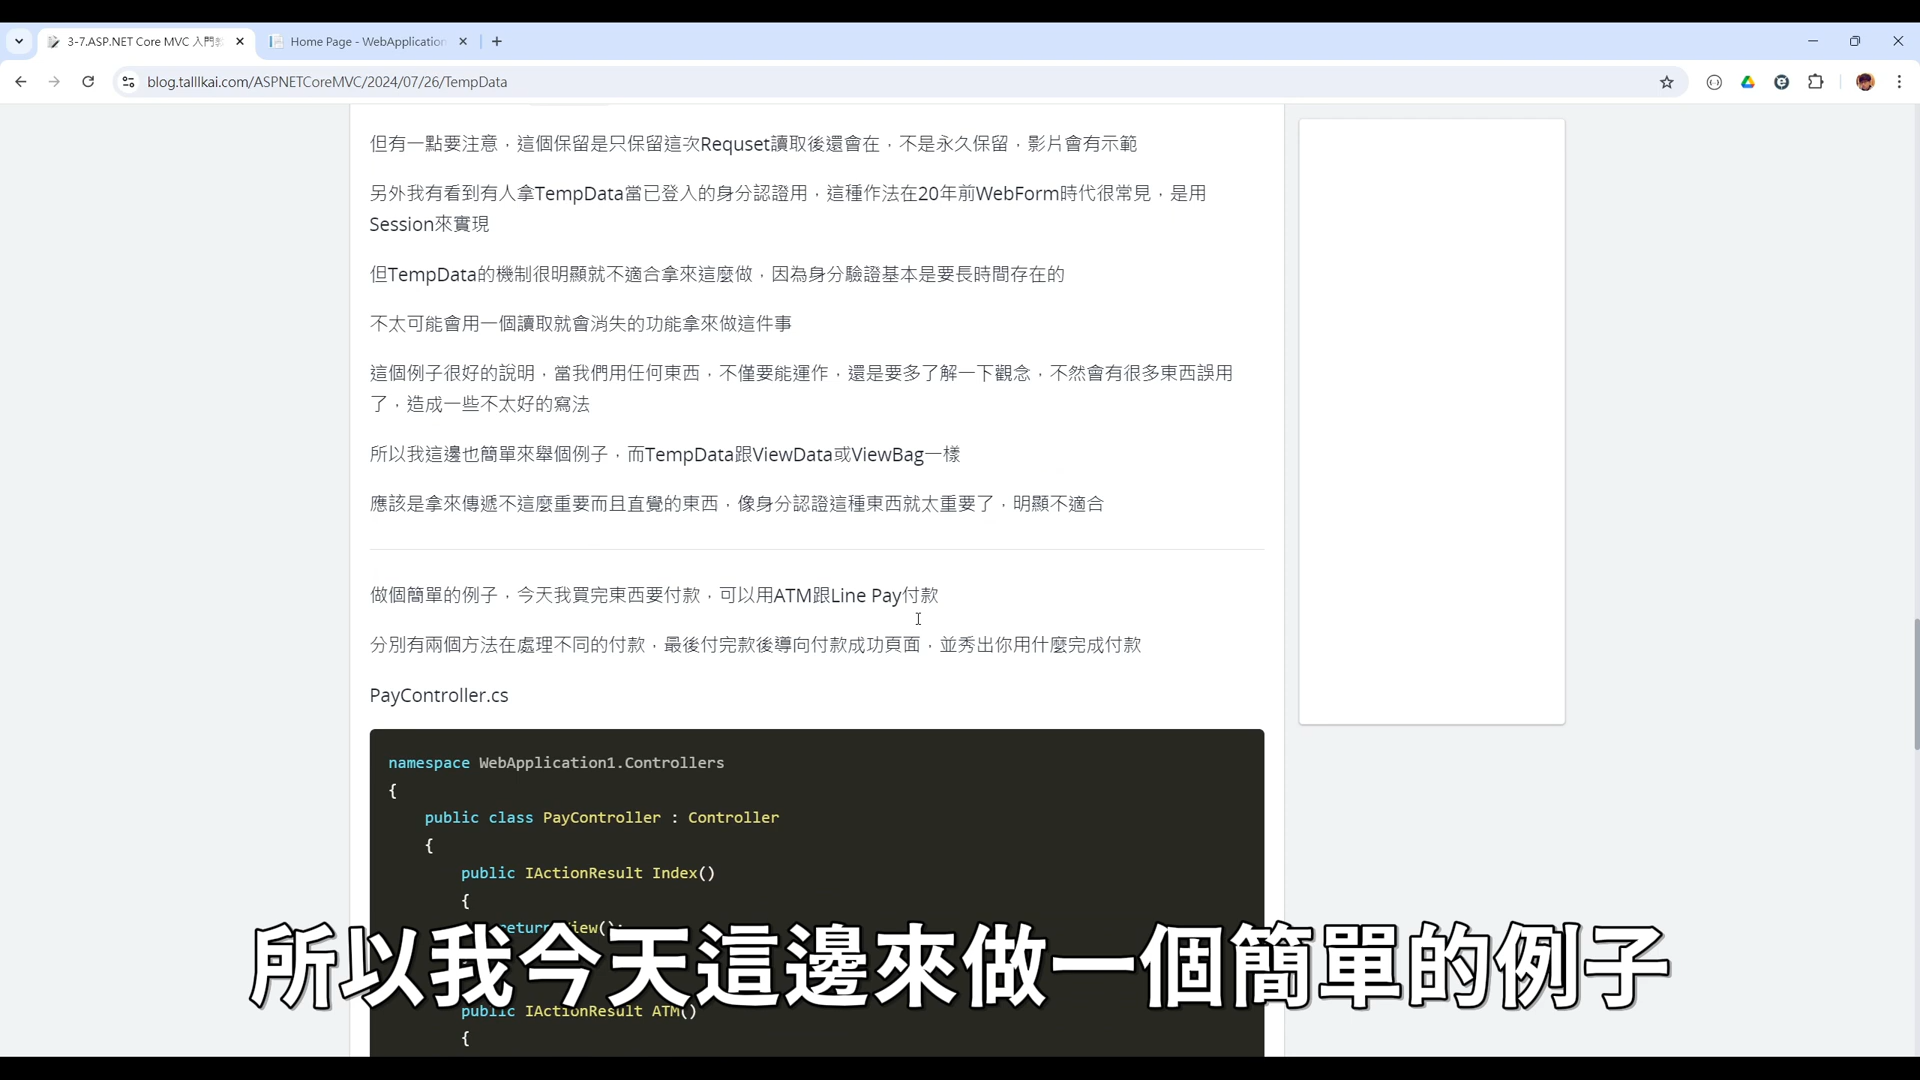 3-7.ASP.NET Core MVC 入門教
Home Page - WebApplication
blog.talllkai.com/ASPNETCoreMVC/2024/07/26/TempData
但有一點要注意，這個保留是只保留這次Requset讀取後還會在，不是永久保留，影片會有示範
另外我有看到有人拿TempData當已登入的身分認證用，這種作法在20年前WebForm時代很常見，是用
Session來實現
但TempData的機制很明顯就不適合拿來這麼做，因為身分驗證基本是要長時間存在的
不太可能會用一個讀取就會消失的功能拿來做這件事
這個例子很好的說明，當我們用任何東西，不僅要能運作，還是要多了解一下觀念，不然會有很多東西誤用
了，造成一些不太好的寫法
所以我這邊也簡單來舉個例子，而TempData跟ViewData或ViewBag一樣
應該是拿來傳遞不這麼重要而且直覺的東西，像身分認證這種東西就太重要了，明顯不適合
做個簡單的例子，今天我買完東西要付款，可以用ATM跟Line Pay付款
分別有兩個方法在處理不同的付款，最後付完款後導向付款成功頁面，並秀出你用什麼完成付款
PayController.cs
namespace WebApplication1.Controllers
{
public class PayController : Controller
{
public IActionResult Index()
{
return View();
所以我今天這邊來做一個簡單的例子
public IActionResult ATM()
{